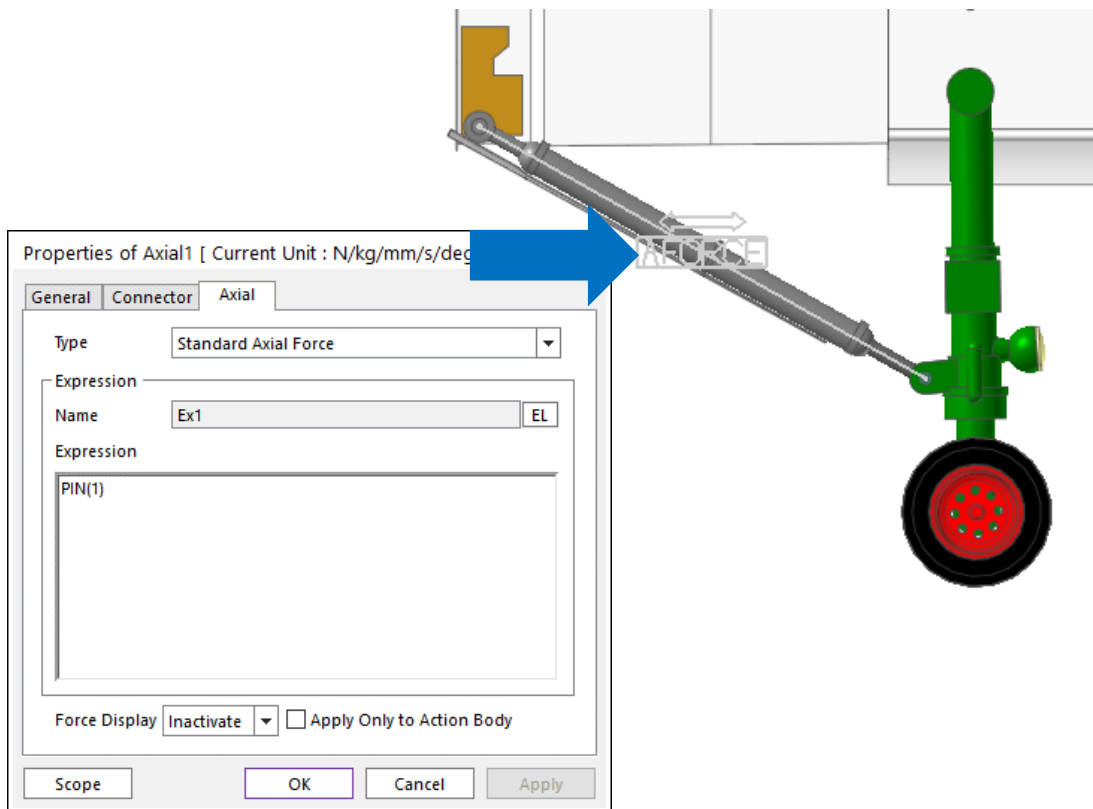 Properties of Axial1 [ Current Unit : N/kg/mm/s/deg
General Connector Axial
Type Standard Axial Force
Expression
Name Ex1 EL
Expression
PIN(1)
Force Display Inactivate Apply Only to Action Body
Scope OK Cancel Apply
AFORCE